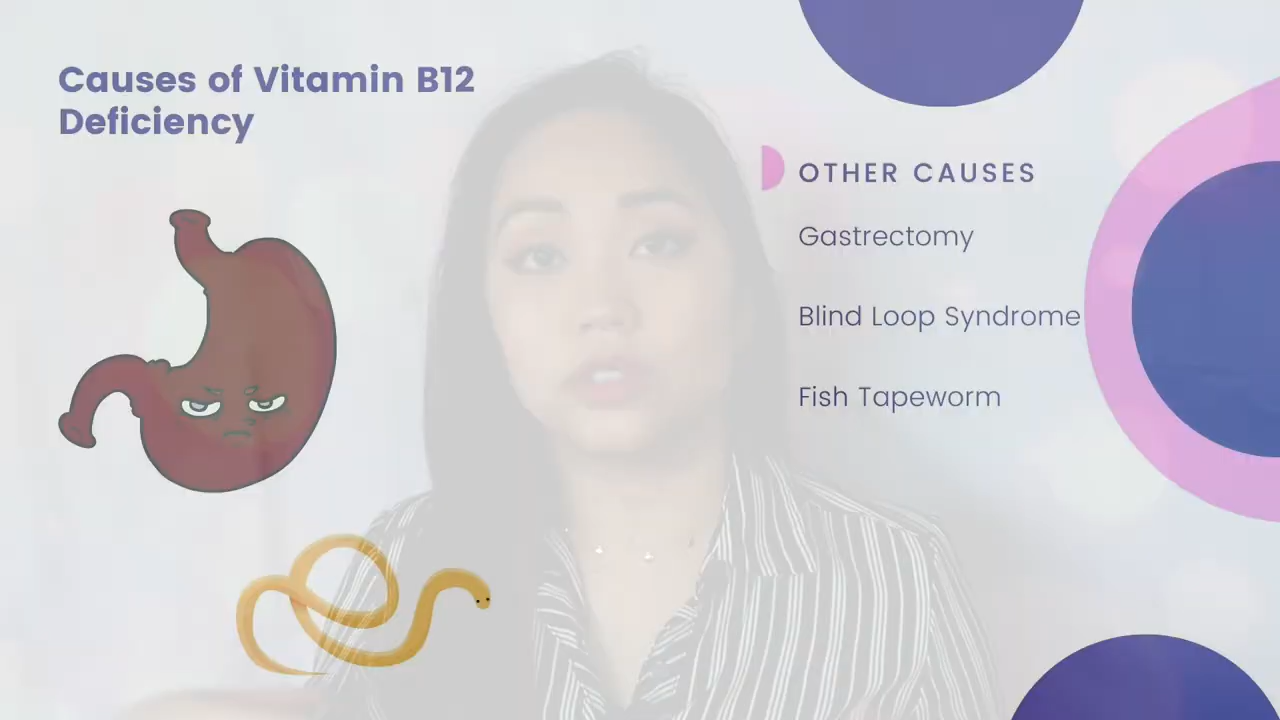 Causes of Vitamin B12
Deficiency
OTHER CAUSES
Gastrectomy
Blind Loop Syndrome
Fish Tapeworm